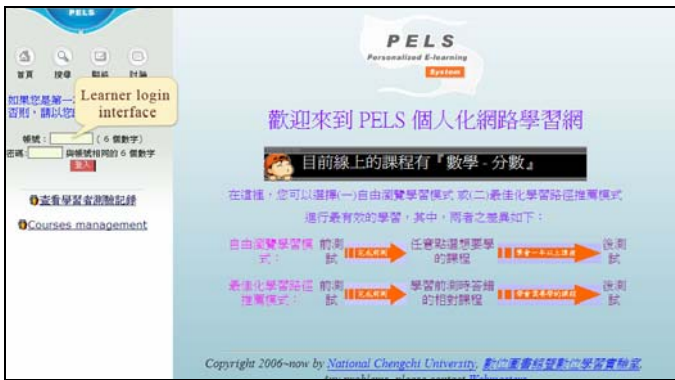 PELS
首頁 搜尋 聯絡 討論
如果您是第一
否則，請以您
Learner login
interface
帳號： ( 6 個數字)
密碼: 與帳號相同的 6 個數字
登入
查看學習者測驗記錄
Courses management
PELS
Personalized E-learning
System
歡迎來到 PELS 個人化網路學習網
目前線上的課程有『數學 - 分數』
在這裡，您可以選擇(一)自由瀏覽學習模式 或(二)最佳化學習路徑推薦模式
進行最有效的學習，其中，兩者之差異如下：
自由瀏覽學習模式： 前測試 完成前測 任意點選想要學的課程 後測試
最佳化學習路徑推薦模式： 前測試 完成前測 學習前測時答錯的相對課程 後測試
Copyright 2006~now by National Chengchi University, 數位圖書館暨數位學習實驗室,